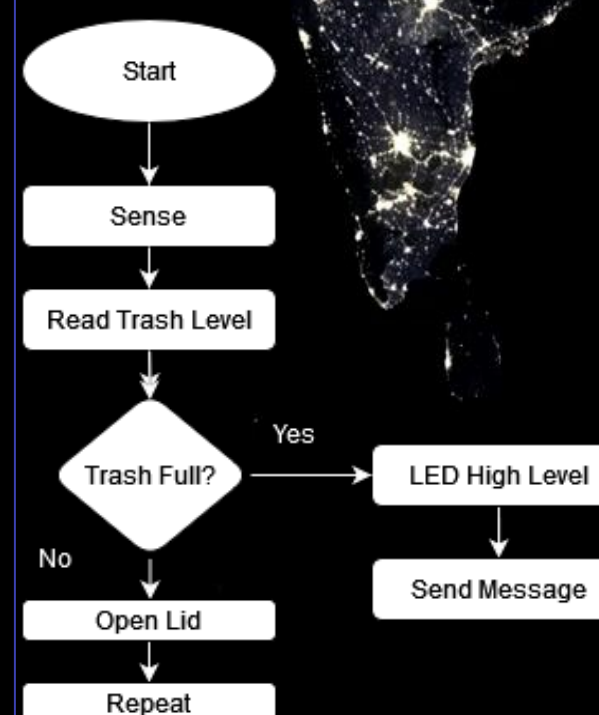 Start
Sense
Read Trash Level
Trash Full?
Yes
LED High Level
No
Send Message
Open Lid
Repeat